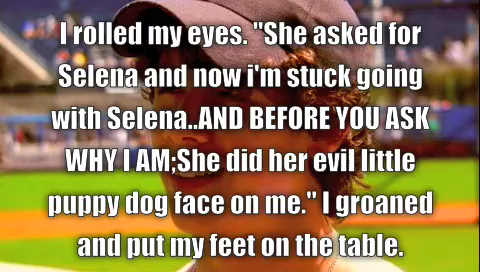 I rolled my eyes. "She asked for
Selena and now i'm stuck going
with Selena..AND BEFORE YOU ASK
WHY I AM;She did her evil little
puppy dog face on me." I groaned
and put my feet on the table.